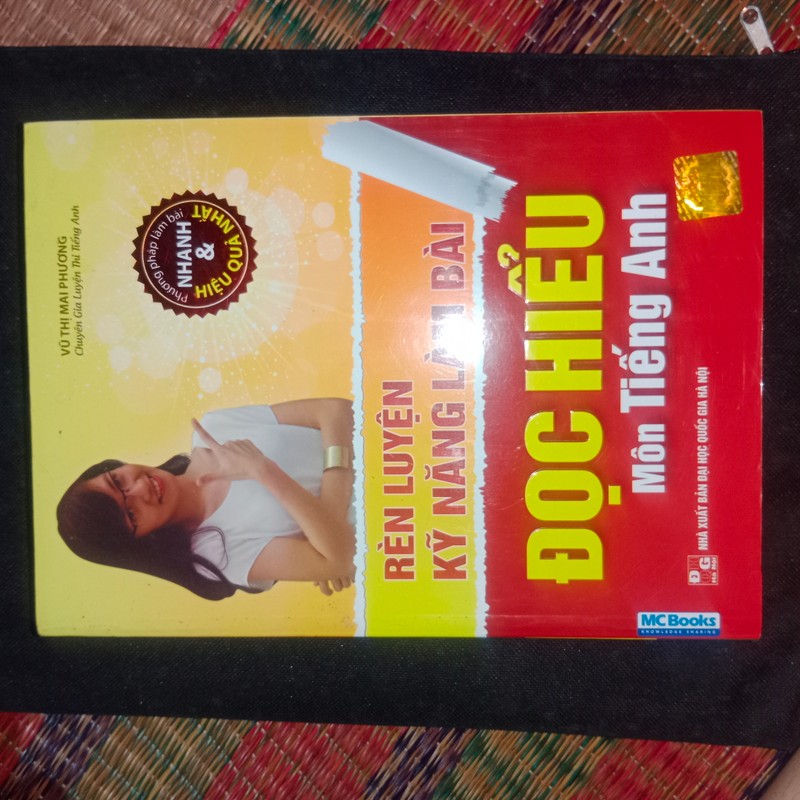 VŨ THỊ MAI PHƯƠNG
Chuyên Gia Luyện Thi Tiếng Anh
Phương pháp làm bài
NHANH
&
HIỆU QUẢ NHẤT
RÈN LUYỆN
KỸ NĂNG LÀM BÀI
ĐỌC HIỂU
Môn Tiếng Anh
NHÀ XUẤT BẢN ĐẠI HỌC QUỐC GIA HÀ NỘI
MCBooks
KNOWLEDGE SHARING